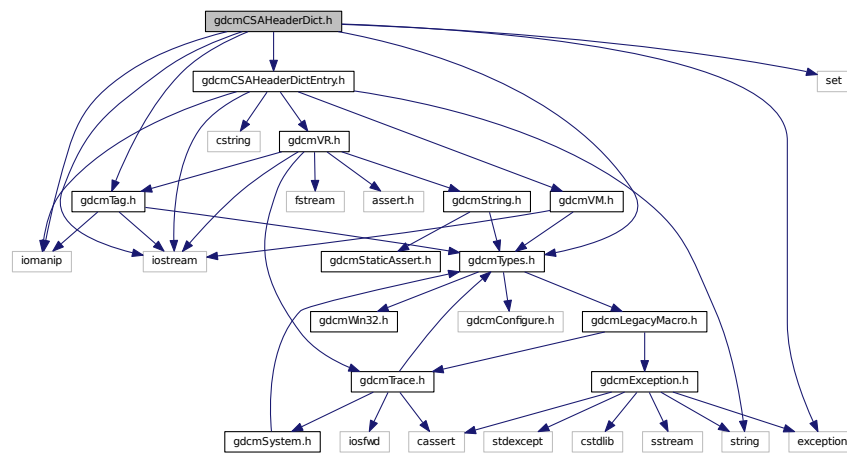 gdcmCSAHeaderDict.h
gdcmCSAHeaderDictEntry.h
set
cstring
gdcmVR.h
gdcmTag.h
fstream
assert.h
gdcmString.h
gdcmVM.h
iomanip
iostream
gdcmStaticAssert.h
gdcmTypes.h
gdcmWin32.h
gdcmConfigure.h
gdcmLegacyMacro.h
gdcmTrace.h
gdcmException.h
gdcmSystem.h
iosfwd
cassert
stdexcept
cstdlib
sstream
string
exception